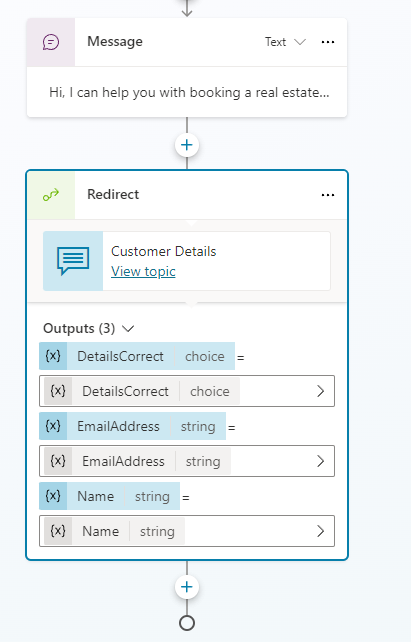 Message Text
Hi, I can help you with booking a real estate...
Redirect
Customer Details
View topic
Outputs (3)
{x} DetailsCorrect choice =
{x} DetailsCorrect choice
{x} EmailAddress string =
{x} EmailAddress string
{x} Name string =
{x} Name string